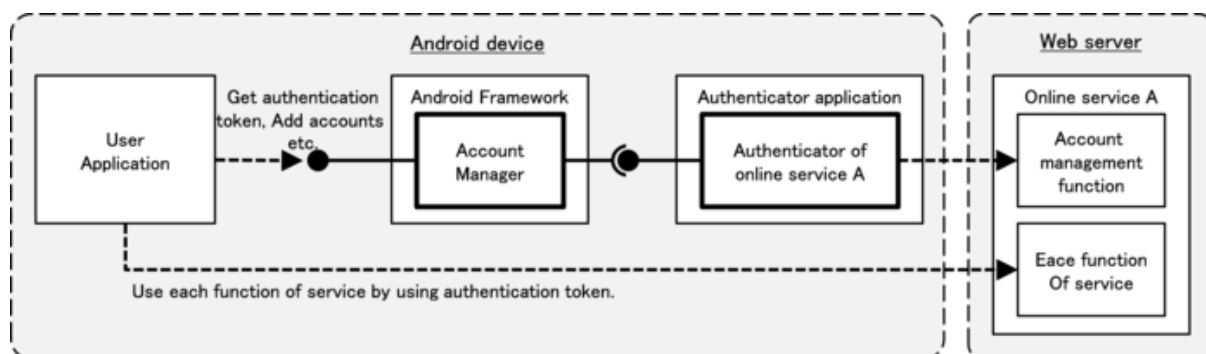 Android device
Web server
Get authentication
token, Add accounts
etc.
User
Application
Android Framework
Account
Manager
Authenticator application
Authenticator of
online service A
Online service A
Account
management
function
Eace function
Of service
Use each function of service by using authentication token.